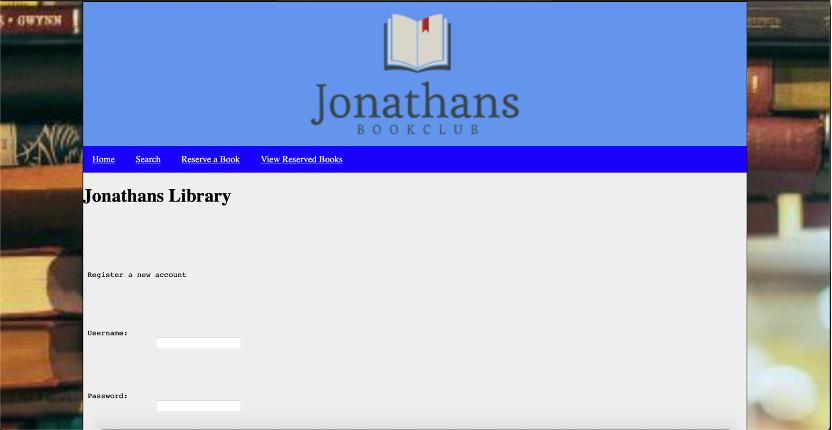 GWYNN
Jonathans
BOOKCLUB
Home Search Reserve a Book View Reserved Books
Jonathans Library
Register a new account
Username:
Password: